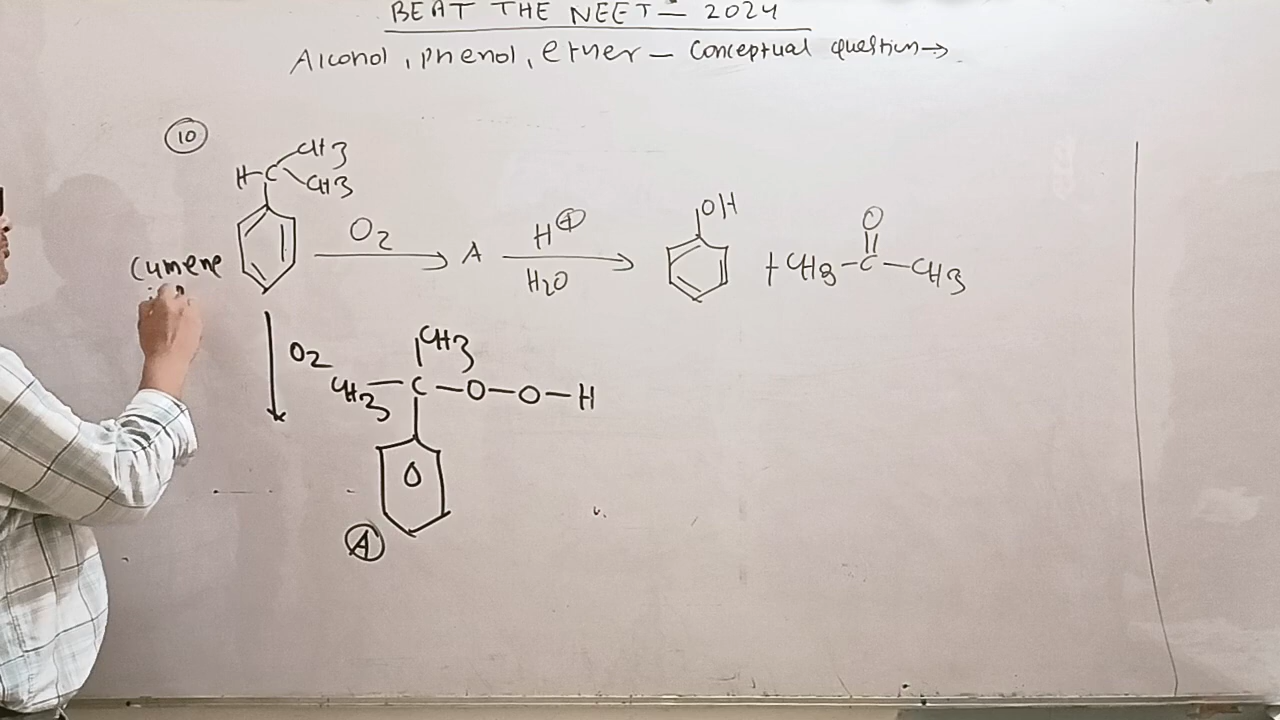 BEAT THE NEET - 2024
Alconol, phenol, ether - Conceptual question →
10
CH3
H-C
CH3
Cumene
O2
A
H⊕
H2O
OH
+ CH3-C-CH3
O
O2
CH3
CH3-C-O-O-H
A